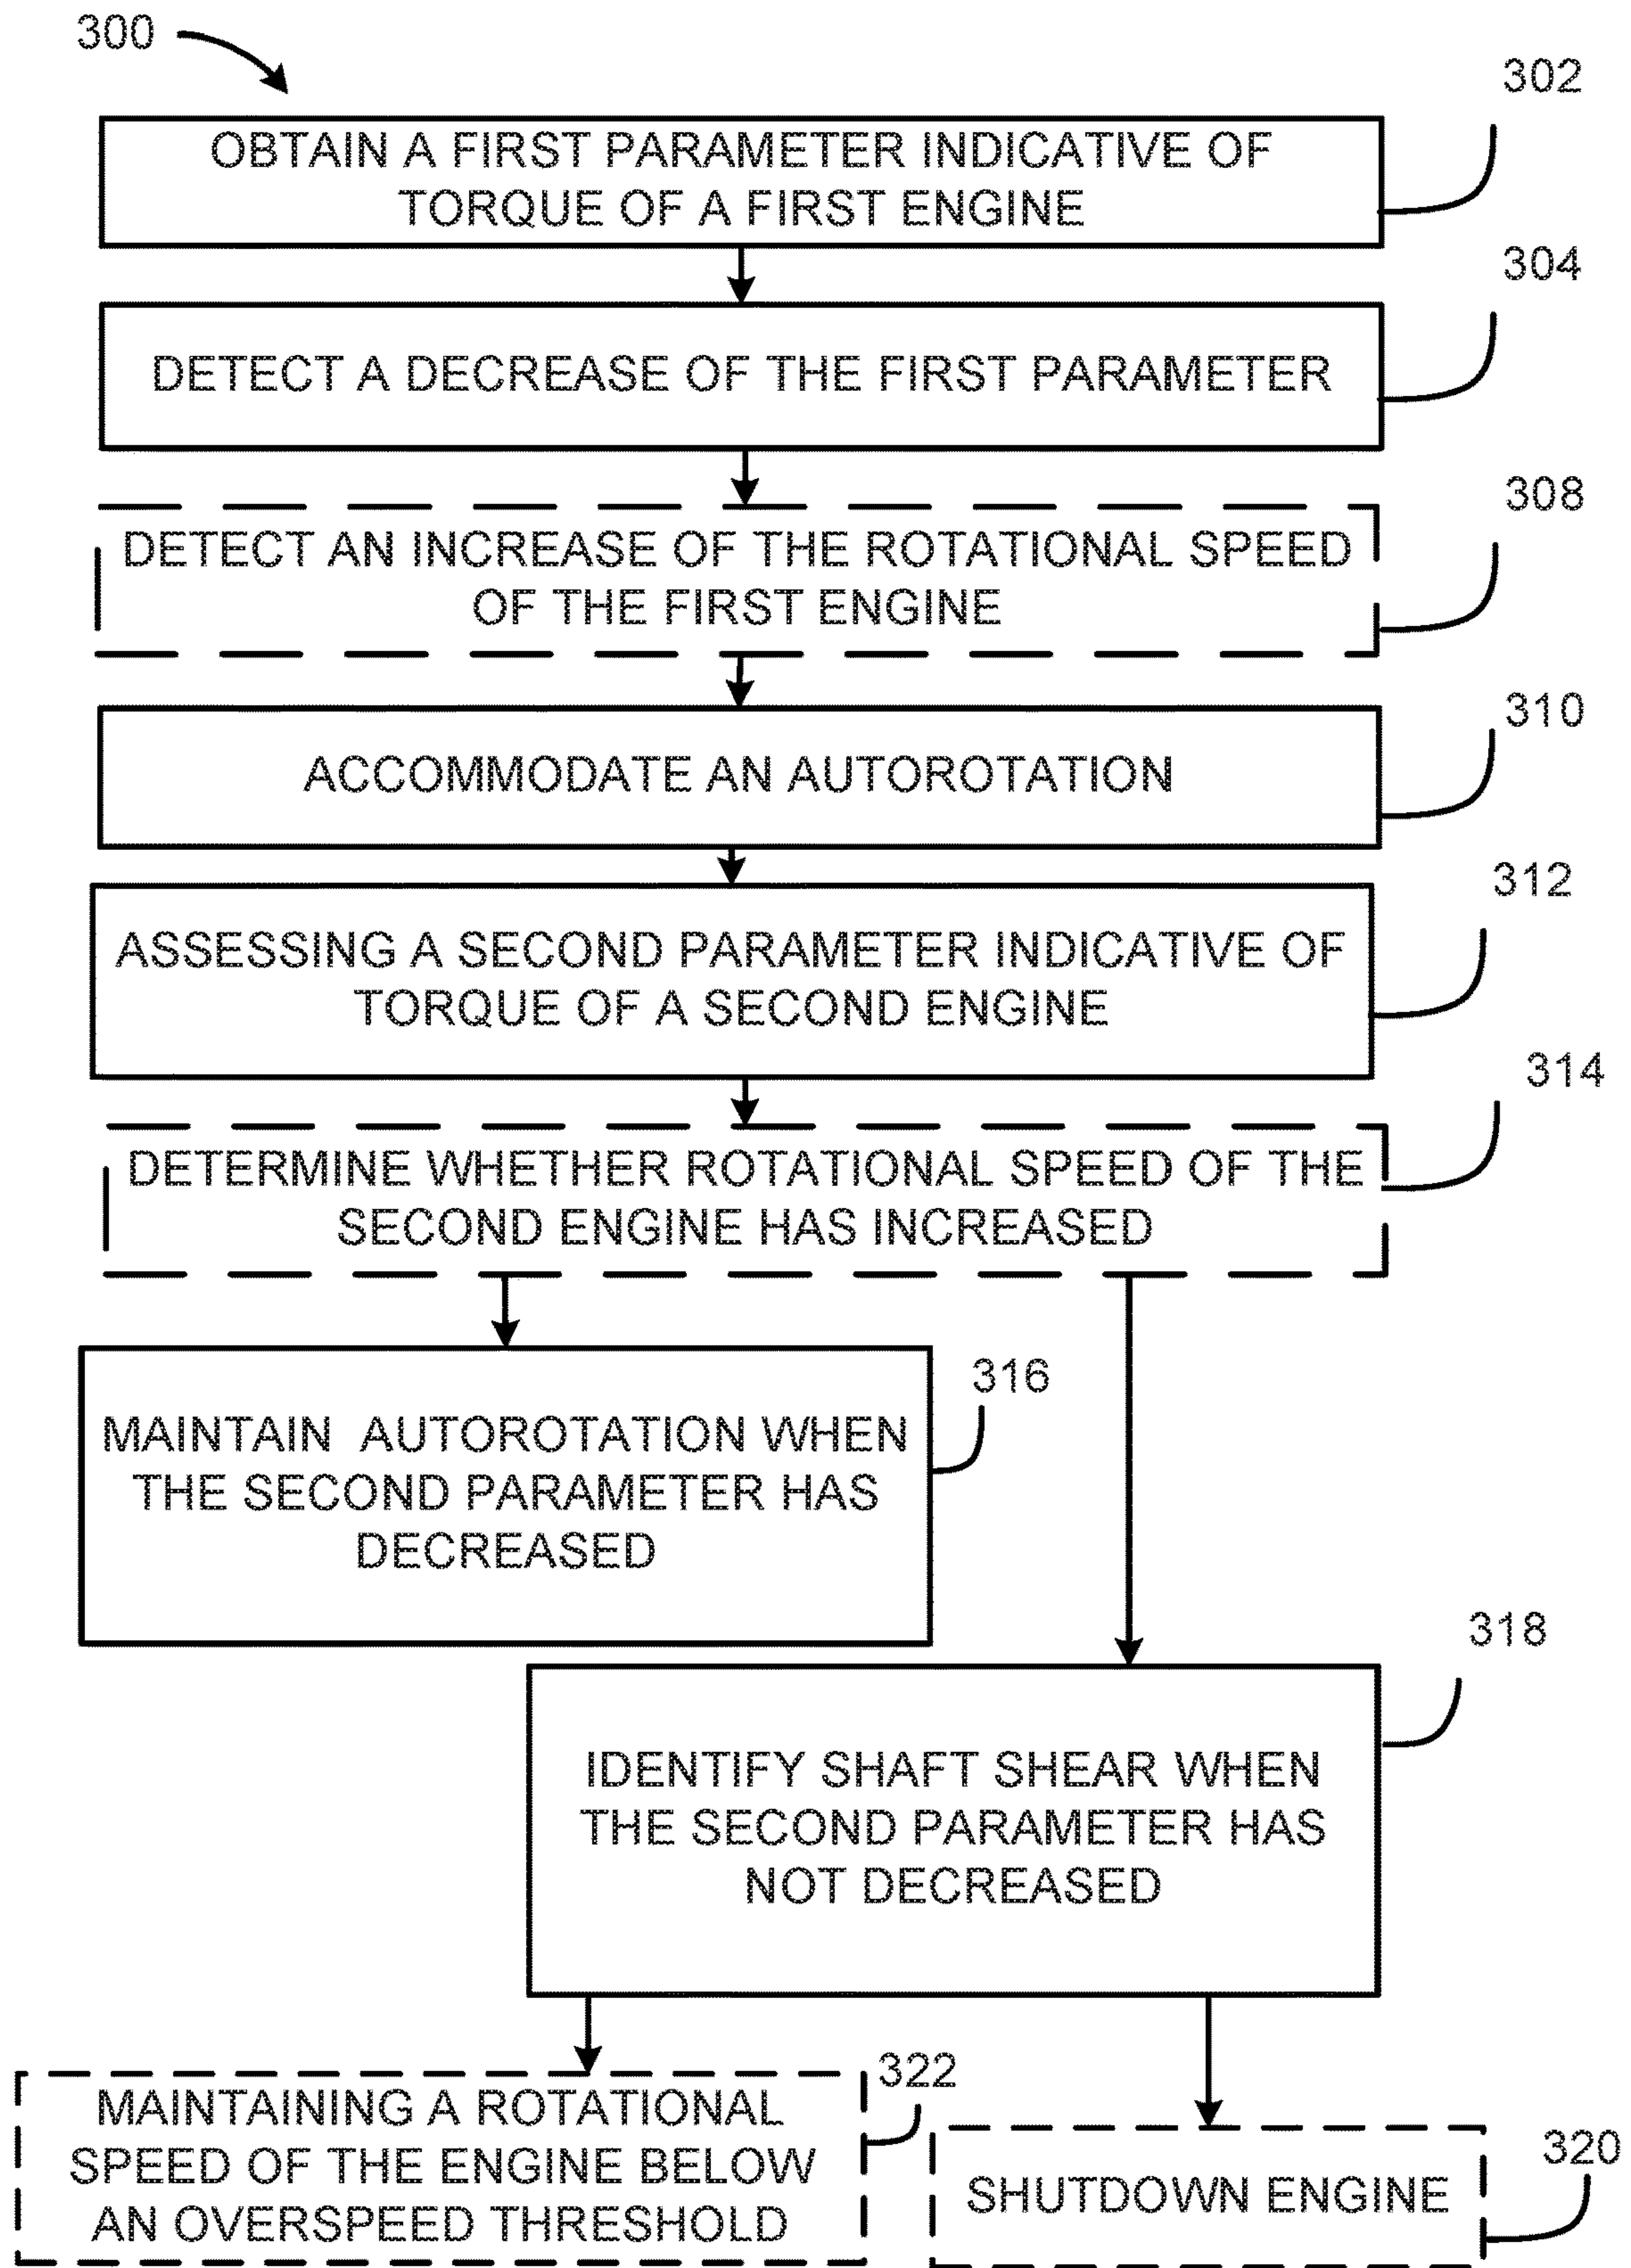 300
302
OBTAIN A FIRST PARAMETER INDICATIVE OF
TORQUE OF A FIRST ENGINE
304
DETECT A DECREASE OF THE FIRST PARAMETER
308
DETECT AN INCREASE OF THE ROTATIONAL SPEED
OF THE FIRST ENGINE
310
ACCOMMODATE AN AUTOROTATION
312
ASSESSING A SECOND PARAMETER INDICATIVE OF
TORQUE OF A SECOND ENGINE
314
DETERMINE WHETHER ROTATIONAL SPEED OF THE
SECOND ENGINE HAS INCREASED
316
MAINTAIN AUTOROTATION WHEN
THE SECOND PARAMETER HAS
DECREASED
318
IDENTIFY SHAFT SHEAR WHEN
THE SECOND PARAMETER HAS
NOT DECREASED
322
MAINTAINING A ROTATIONAL
SPEED OF THE ENGINE BELOW
AN OVERSPEED THRESHOLD
320
SHUTDOWN ENGINE